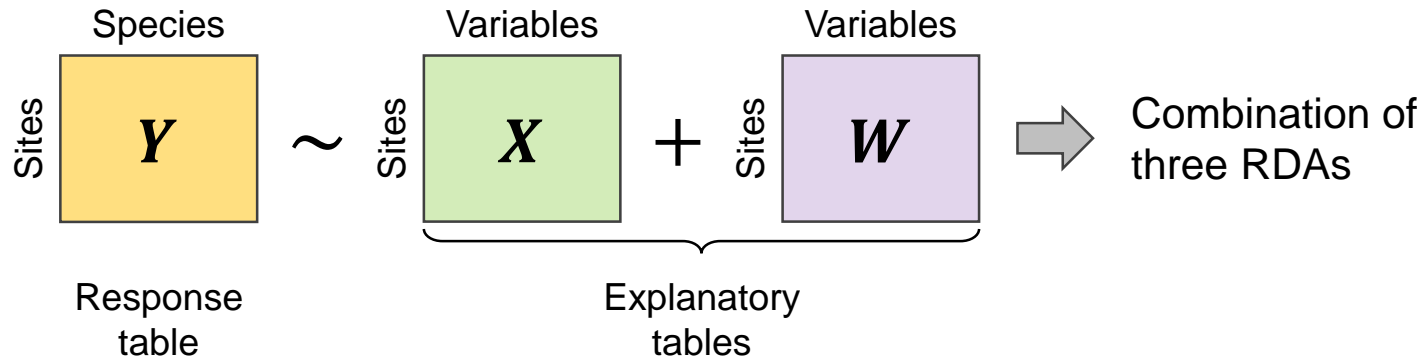 Species
Variables
Variables
Sites
Y
~
Sites
X
+
Sites
W
Combination of
three RDAs
Response
table
Explanatory
tables